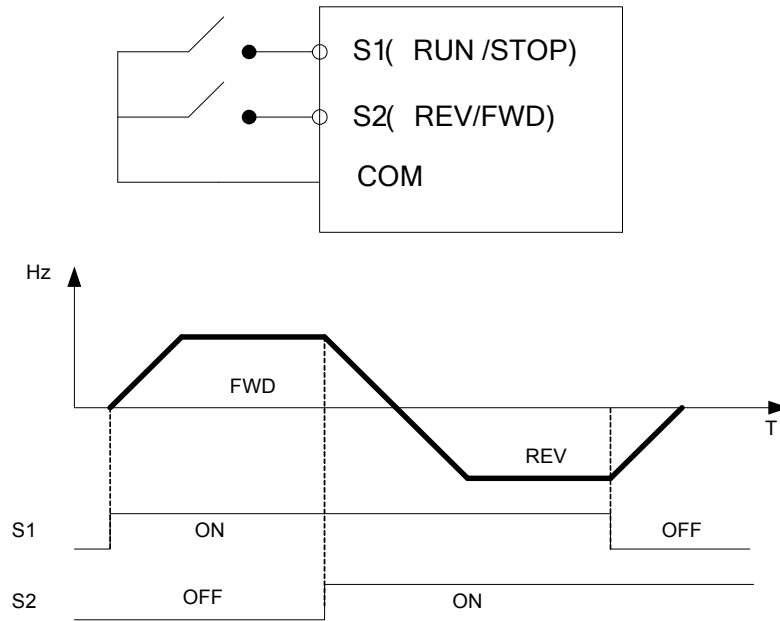 S1( RUN /STOP)
S2( REV/FWD)
COM
Hz
FWD
T
REV
S1 ON OFF
S2 OFF ON